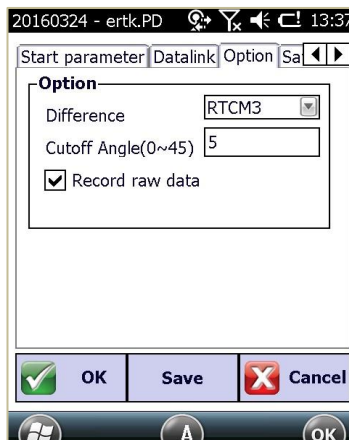 20160324 - ertk.PD 13:37
Start parameter Datalink Option Sa
Option
Difference RTCM3
Cutoff Angle(0~45) 5
Record raw data
OK Save Cancel
A OK